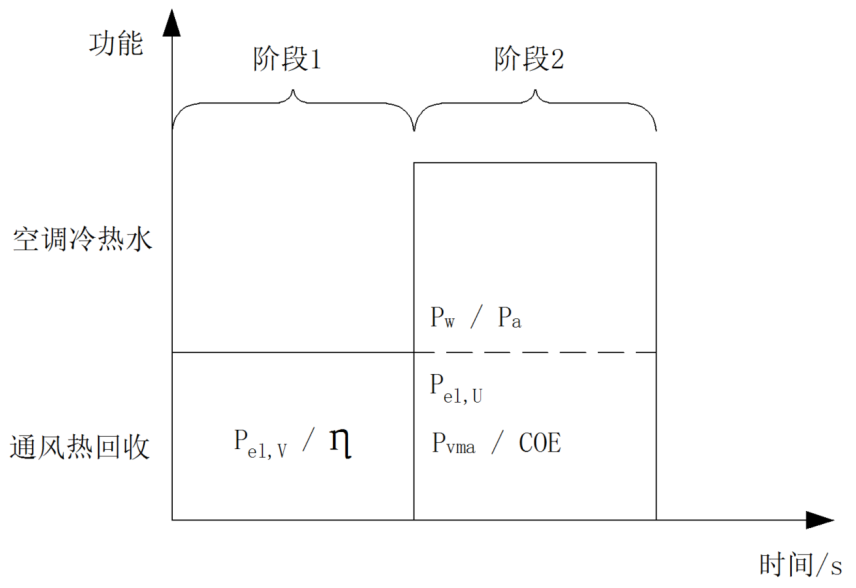 功能
阶段1
阶段2
空调冷热水
Pw / Pa
Pel,U
通风热回收
Pel,V / η
Pvma / COE
时间/s